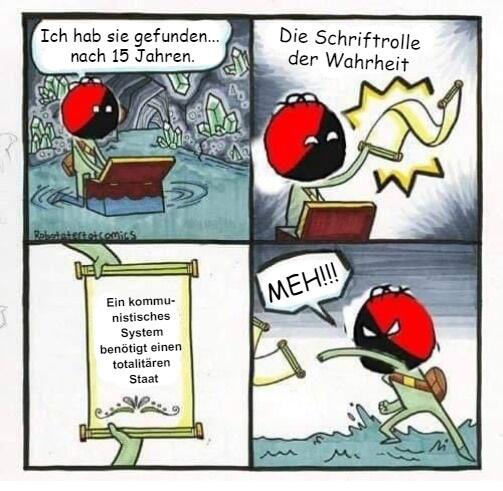 Ich hab sie gefunden...
nach 15 Jahren.
Robotatertotcomics
Die Schriftrolle
der Wahrheit
Ein kommu-
nistisches
System
benötigt einen
totalitären
Staat
MEH!!!